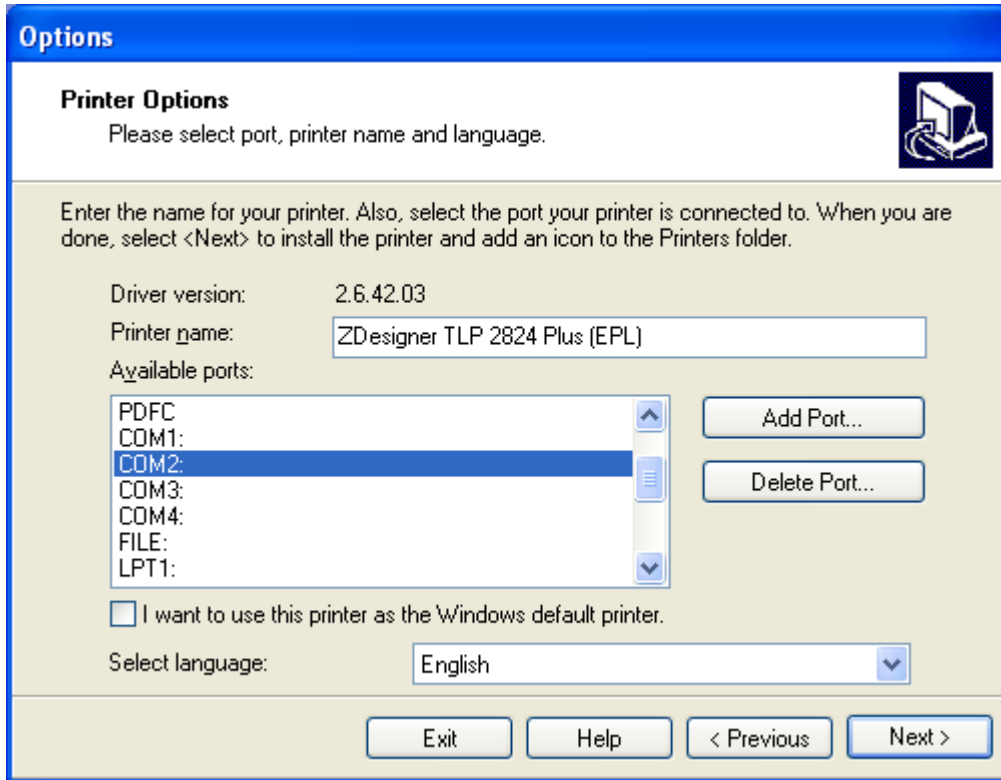 Options
Printer Options
Please select port, printer name and language.
Enter the name for your printer. Also, select the port your printer is connected to. When you are
done, select <Next> to install the printer and add an icon to the Printers folder.
Driver version: 2.6.42.03
Printer name: ZDesigner TLP 2824 Plus (EPL)
Available ports:
PDFC
COM1:
COM2:
COM3:
COM4:
FILE:
LPT1:
Add Port...
Delete Port...
I want to use this printer as the Windows default printer.
Select language: English
Exit Help < Previous Next >